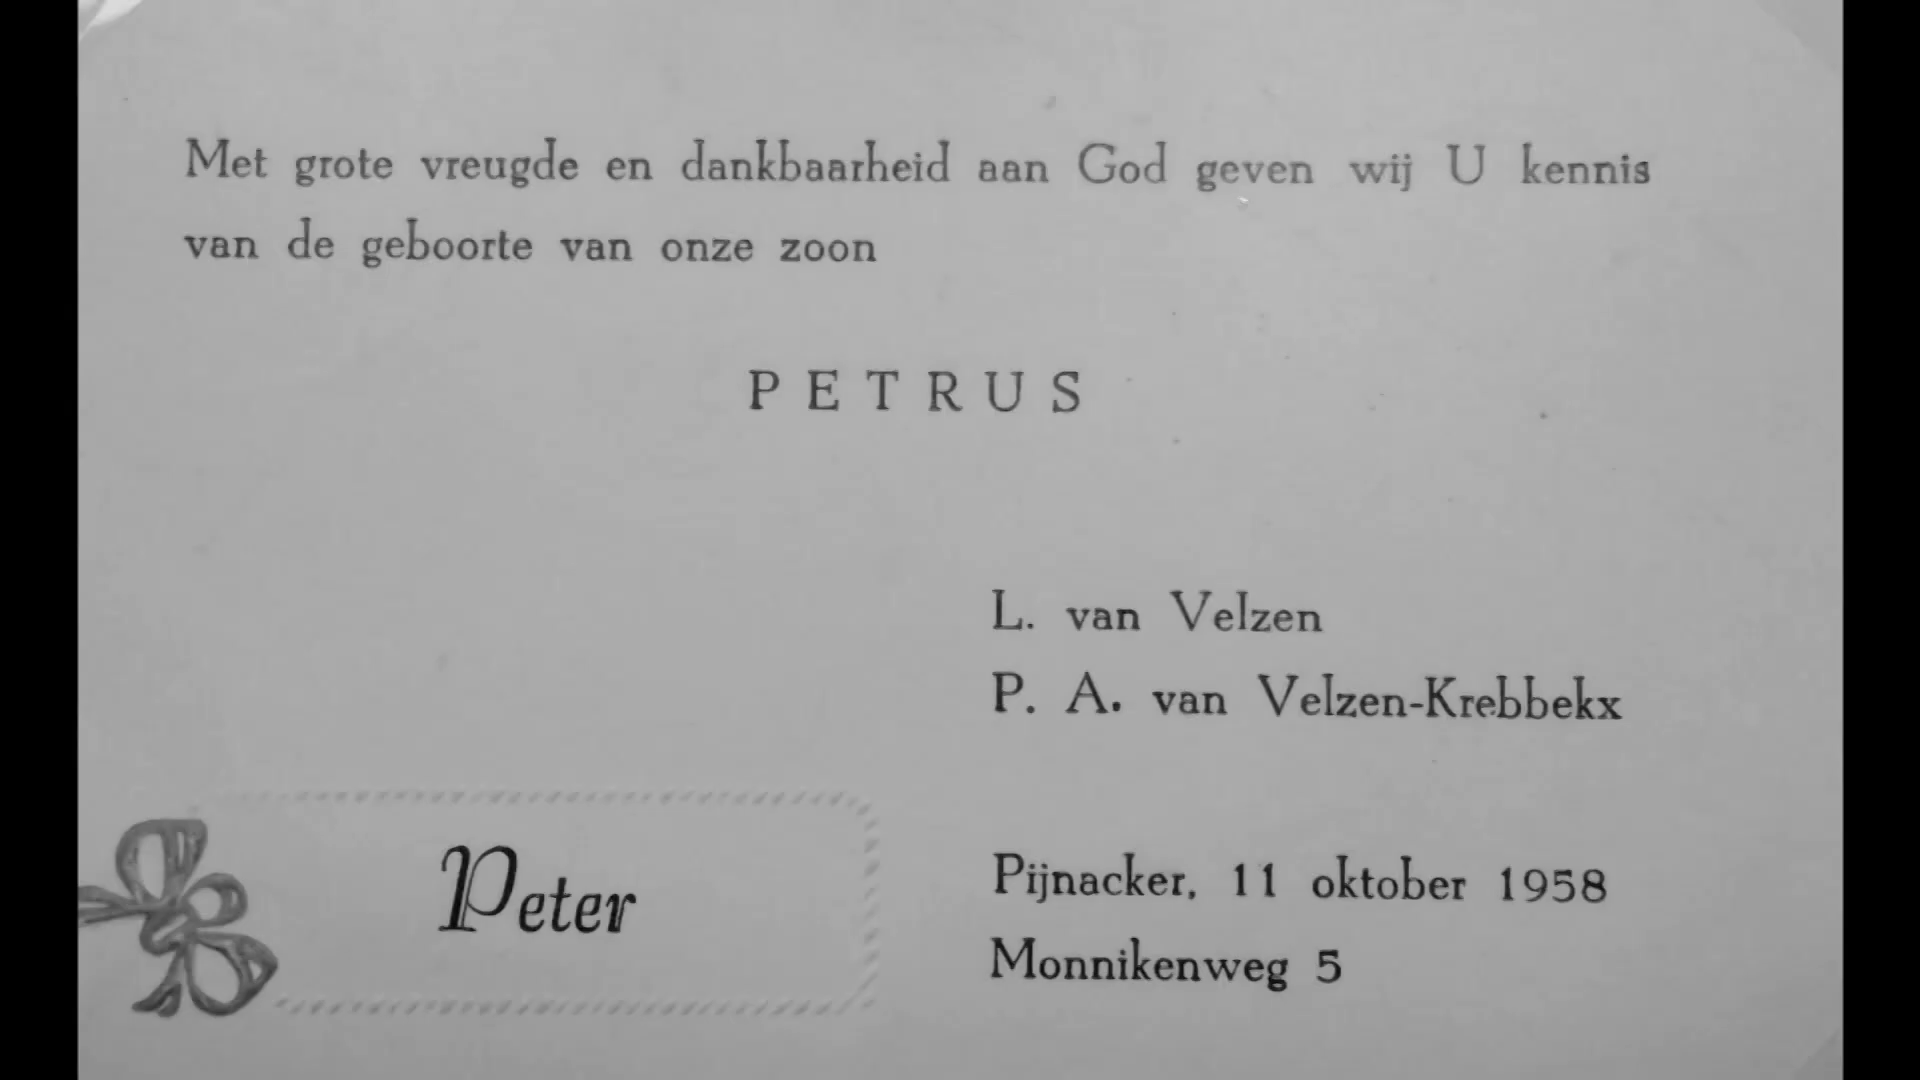 Met grote vreugde en dankbaarheid aan God geven wij U kennis
van de geboorte van onze zoon
PETRUS
L. van Velzen
P. A. van Velzen-Krebbekx
Peter
Pijnacker, 11 oktober 1958
Monnikenweg 5